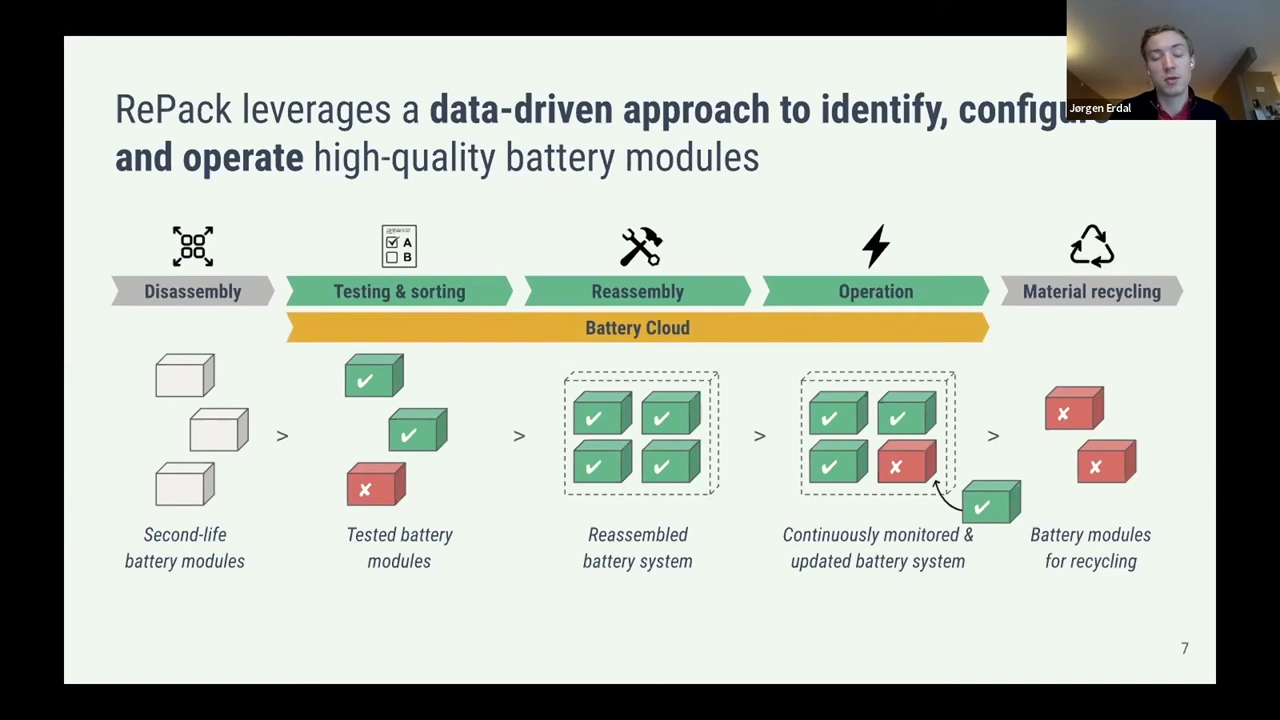 Jørgen Erdal
RePack leverages a data-driven approach to identify, configure
and operate high-quality battery modules
A
B
Disassembly
Testing & sorting
Reassembly
Operation
Material recycling
Battery Cloud
>
>
>
>
Second-life
battery modules
Tested battery
modules
Reassembled
battery system
Continuously monitored &
updated battery system
Battery modules
for recycling
7